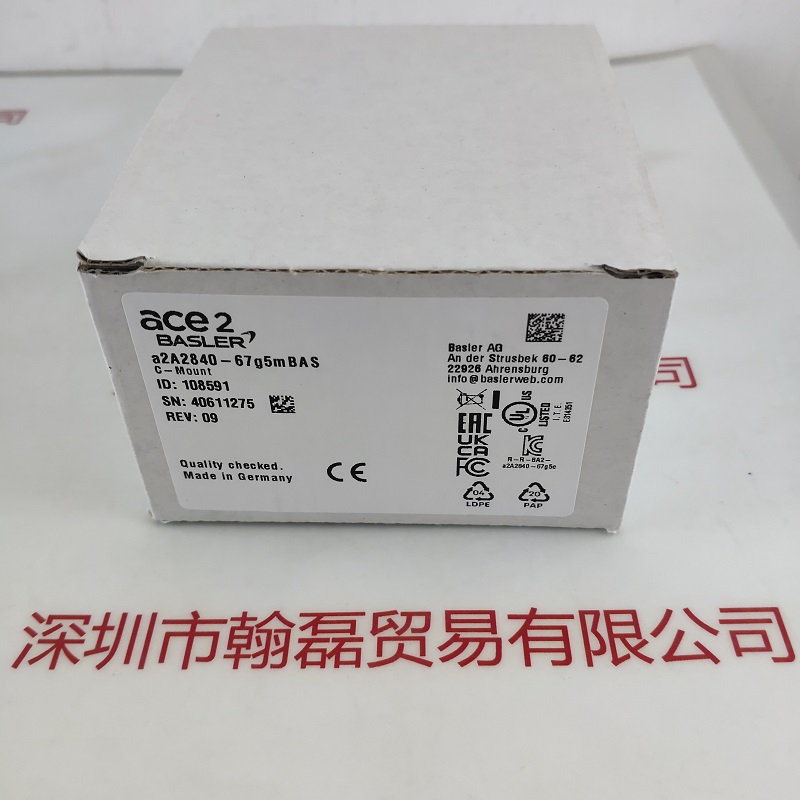 ace 2
BASLER
a2A2840-67g5mBAS
C-Mount
ID: 108591
SN: 40611275
REV: 09
Quality checked.
Made in Germany
CE
Basler AG
An der Strusbek 60-62
22926 Ahrensburg
info@baslerweb.com
EAC
UK
CA
FC
UL
US
LISTED
I.T.E.
E314351
R-R-BA2-
a2A2840-67g5c
04
LDPE
20
PAP
深圳市翰磊贸易有限公司